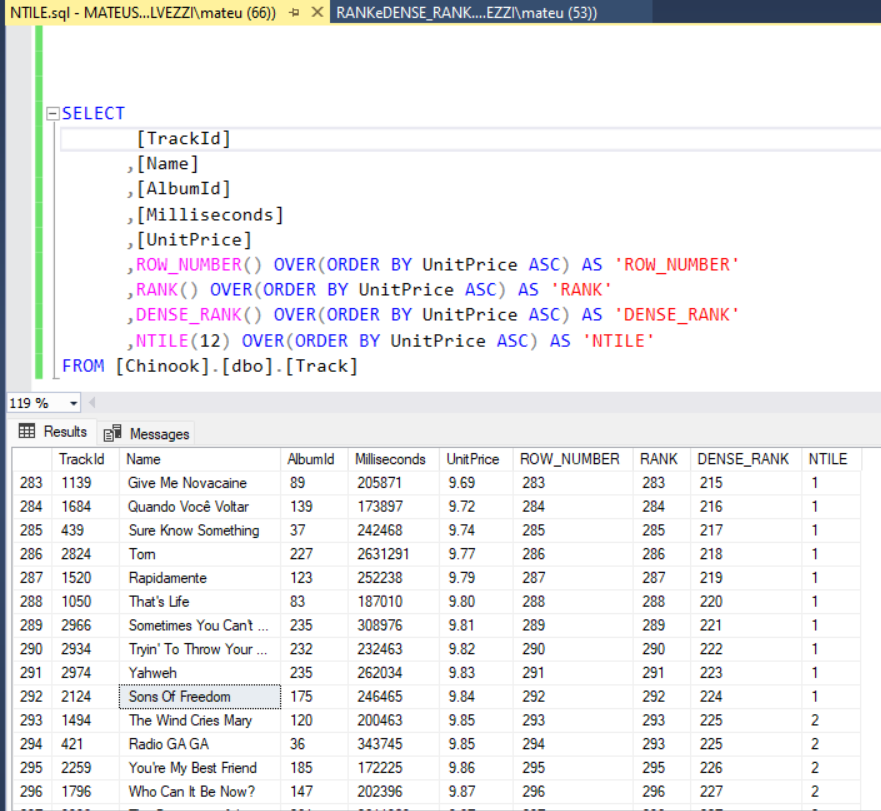 NTILE.sql - MATEUS...LVEZZI\mateu (66)) RANKeDENSE_RANK....EZZI\mateu (53))
SELECT
[TrackId]
,[Name]
,[AlbumId]
,[Milliseconds]
,[UnitPrice]
,ROW_NUMBER() OVER(ORDER BY UnitPrice ASC) AS 'ROW_NUMBER'
,RANK() OVER(ORDER BY UnitPrice ASC) AS 'RANK'
,DENSE_RANK() OVER(ORDER BY UnitPrice ASC) AS 'DENSE_RANK'
,NTILE(12) OVER(ORDER BY UnitPrice ASC) AS 'NTILE'
FROM [Chinook].[dbo].[Track]
119 %
Results Messages
TrackId Name AlbumId Milliseconds UnitPrice ROW_NUMBER RANK DENSE_RANK NTILE
283 1139 Give Me Novacaine 89 205871 9.69 283 283 215 1
284 1684 Quando Você Voltar 139 173897 9.72 284 284 216 1
285 439 Sure Know Something 37 242468 9.74 285 285 217 1
286 2824 Torn 227 2631291 9.77 286 286 218 1
287 1520 Rapidamente 123 252238 9.79 287 287 219 1
288 1050 That's Life 83 187010 9.80 288 288 220 1
289 2966 Sometimes You Can't ... 235 308976 9.81 289 289 221 1
290 2934 Tryin' To Throw Your ... 232 232463 9.82 290 290 222 1
291 2974 Yahweh 235 262034 9.83 291 291 223 1
292 2124 Sons Of Freedom 175 246465 9.84 292 292 224 1
293 1494 The Wind Cries Mary 120 200463 9.85 293 293 225 2
294 421 Radio GA GA 36 343745 9.85 294 293 225 2
295 2259 You're My Best Friend 185 172225 9.86 295 295 226 2
296 1796 Who Can It Be Now? 147 202396 9.87 296 296 227 2